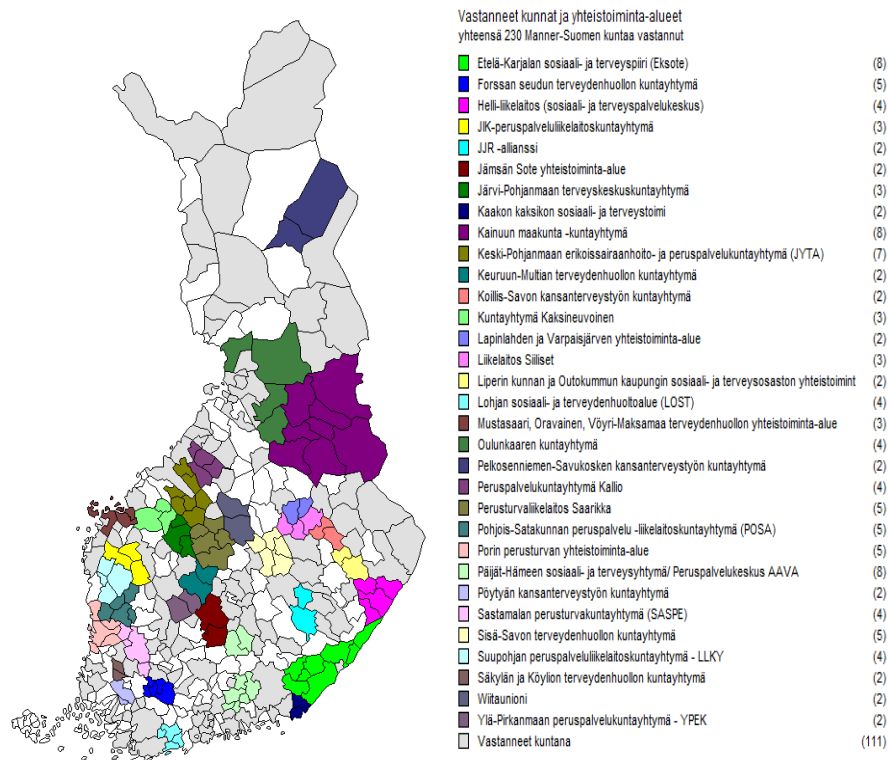 Vastanneet kunnat ja yhteistoiminta-alueet
yhteensä 230 Manner-Suomen kuntaa vastannut
Etelä-Karjalan sosiaali- ja terveyspiiri (Eksote) (8)
Forssan seudun terveydenhuollon kuntayhtymä (5)
Helli-liikelaitos (sosiaali- ja terveyspalvelukeskus) (4)
JIK-peruspalveluliikelaitoskuntayhtymä (3)
JJR -allianssi (2)
Jämsän Sote yhteistoiminta-alue (2)
Järvi-Pohjanmaan terveyskeskuskuntayhtymä (3)
Kaakon kaksikon sosiaali- ja terveystoimi (2)
Kainuun maakunta -kuntayhtymä (8)
Keski-Pohjanmaan erikoissairaanhoito- ja peruspalvelukuntayhtymä (JYTA) (7)
Keuruun-Multian terveydenhuollon kuntayhtymä (2)
Koillis-Savon kansanterveystyön kuntayhtymä (2)
Kuntayhtymä Kaksineuvoinen (3)
Lapinlahden ja Varpaisjärven yhteistoiminta-alue (2)
Liikelaitos Siiliset (3)
Liperin kunnan ja Outokummun kaupungin sosiaali- ja terveysosaston yhteistoimint (2)
Lohjan sosiaali- ja terveydenhuoltoalue (LOST) (4)
Mustasaari, Oravainen, Vöyri-Maksamaa terveydenhuollon yhteistoiminta-alue (3)
Oulunkaaren kuntayhtymä (4)
Pelkosenniemen-Savukosken kansanterveystyön kuntayhtymä (2)
Peruspalvelukuntayhtymä Kallio (4)
Perusturvaliikelaitos Saarikka (5)
Pohjois-Satakunnan peruspalvelu -liikelaitoskuntayhtymä (POSA) (5)
Porin perusturvan yhteistoiminta-alue (5)
Päijät-Hämeen sosiaali- ja terveysyhtymä/ Peruspalvelukeskus AAVA (8)
Pöytyän kansanterveystyön kuntayhtymä (2)
Sastamalan perusturvakuntayhtymä (SASPE) (4)
Sisä-Savon terveydenhuollon kuntayhtymä (5)
Suupohjan peruspalveluliikelaitoskuntayhtymä - LLKY (4)
Säkylän ja Köyliön terveydenhuollon kuntayhtymä (2)
Wiitaunioni (2)
Ylä-Pirkanmaan peruspalvelukuntayhtymä - YPEK (2)
Vastanneet kuntana (111)